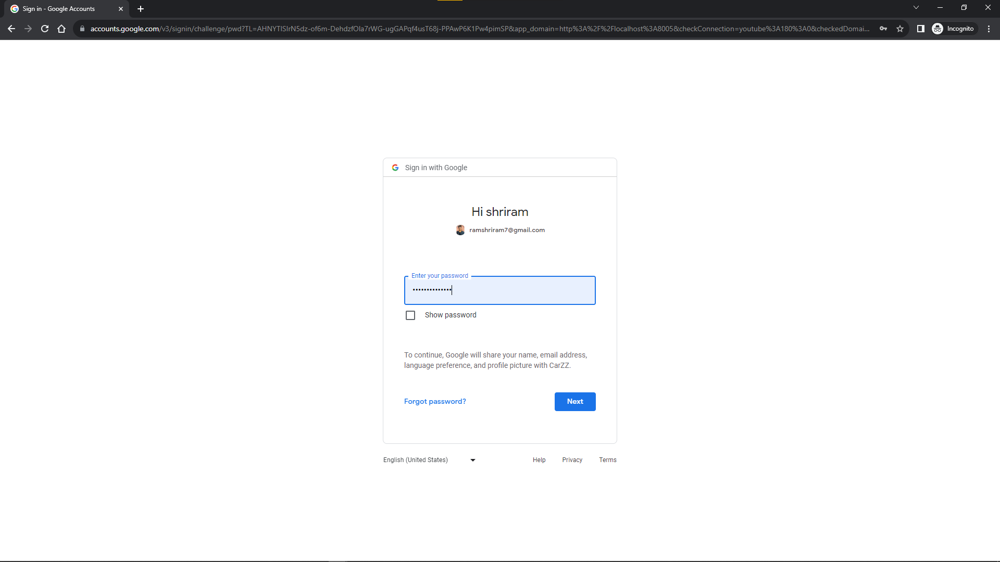 Sign in - Google Accounts
accounts.google.com/v3/signin/challenge/pwd?TL=AHNYTISIrN5dz-of6m-DehdzfOla7rWG-ugGAPqf4usT68j-PPAwP6K1Pw4pimSP&app_domain=http%3A%2F%2Flocalhost%3A8005&checkConnection=youtube%3A180%3A0&checkedDomai...
Incognito
Sign in with Google
Hi shriram
ramshriram7@gmail.com
Enter your password
••••••••••••••
Show password
To continue, Google will share your name, email address,
language preference, and profile picture with CarZZ.
Forgot password?
Next
English (United States)
Help
Privacy
Terms